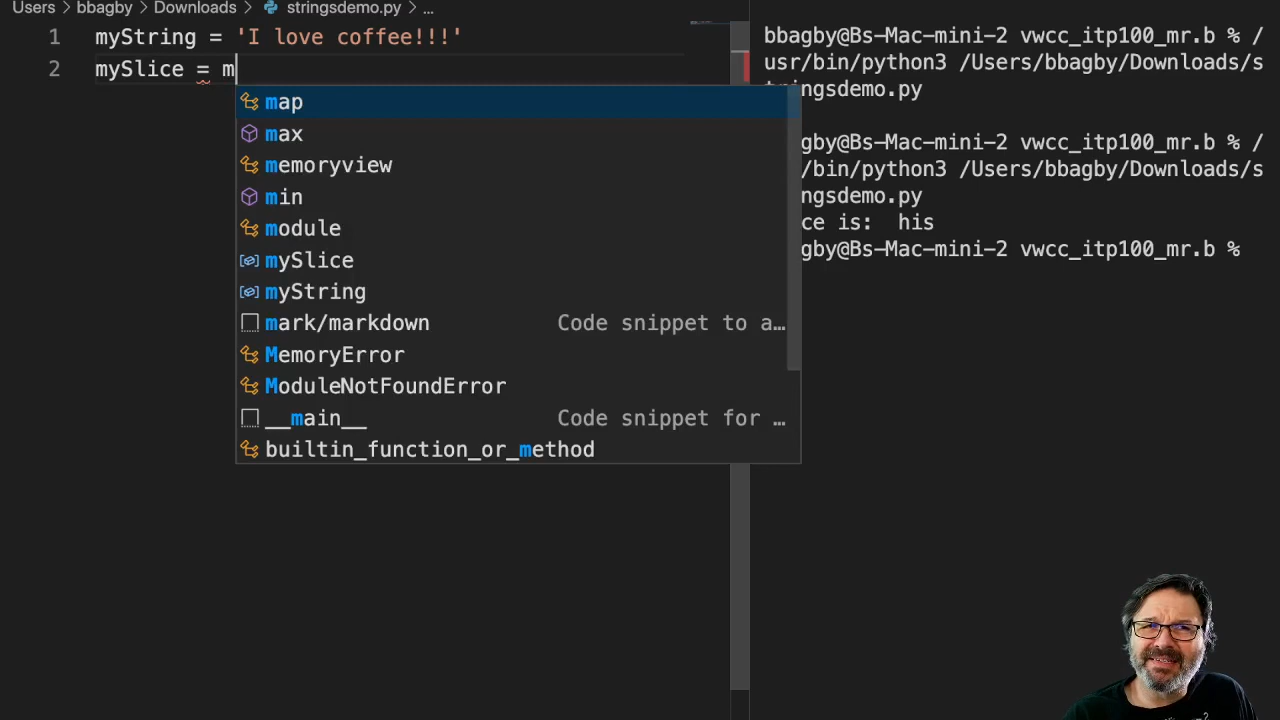 Users > bbagby > Downloads > stringsdemo.py > ...
1 myString = 'I love coffee!!!'
2 mySlice = m
map
max
memoryview
min
module
mySlice
myString
mark/markdown Code snippet to a…
MemoryError
ModuleNotFoundError
__main__ Code snippet for …
builtin_function_or_method
bbagby@Bs-Mac-mini-2 vwcc_itp100_mr.b % /
usr/bin/python3 /Users/bbagby/Downloads/s
tringsdemo.py
gby@Bs-Mac-mini-2 vwcc_itp100_mr.b % /
/bin/python3 /Users/bbagby/Downloads/s
ngsdemo.py
ce is:  his
gby@Bs-Mac-mini-2 vwcc_itp100_mr.b %